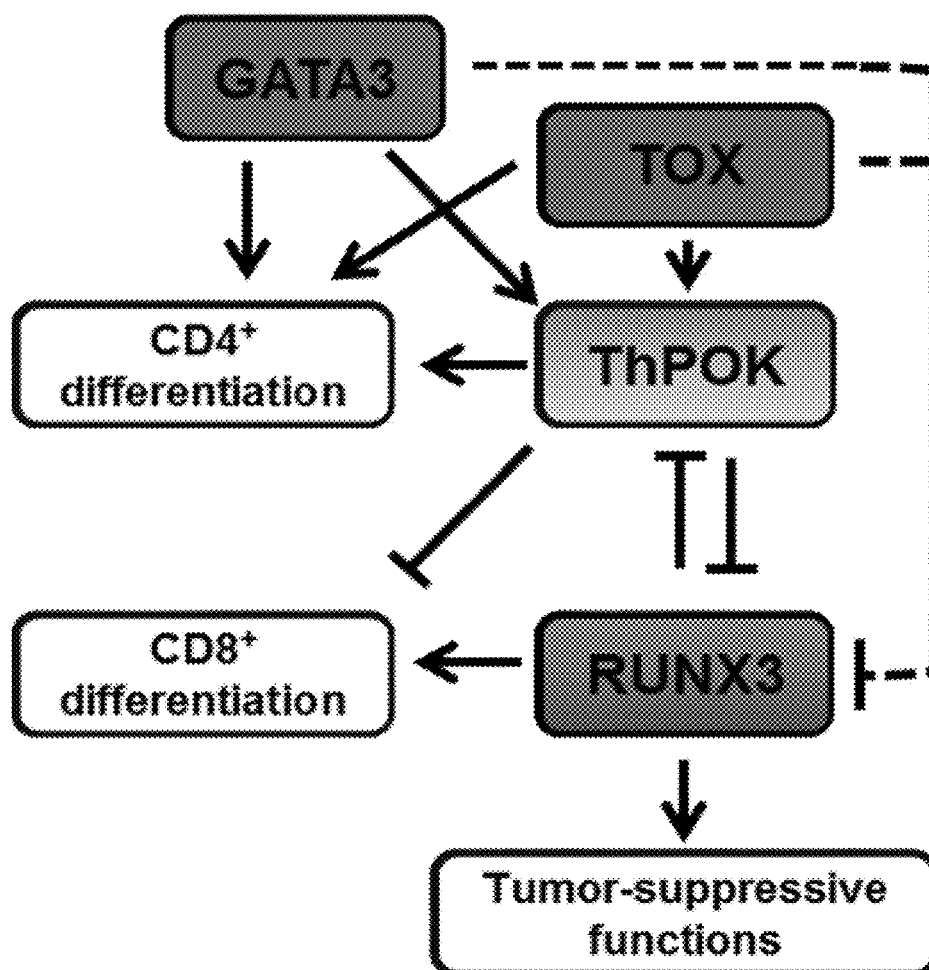 GATA3
TOX
CD4⁺
differentiation
ThPOK
CD8⁺
differentiation
RUNX3
Tumor-suppressive
functions